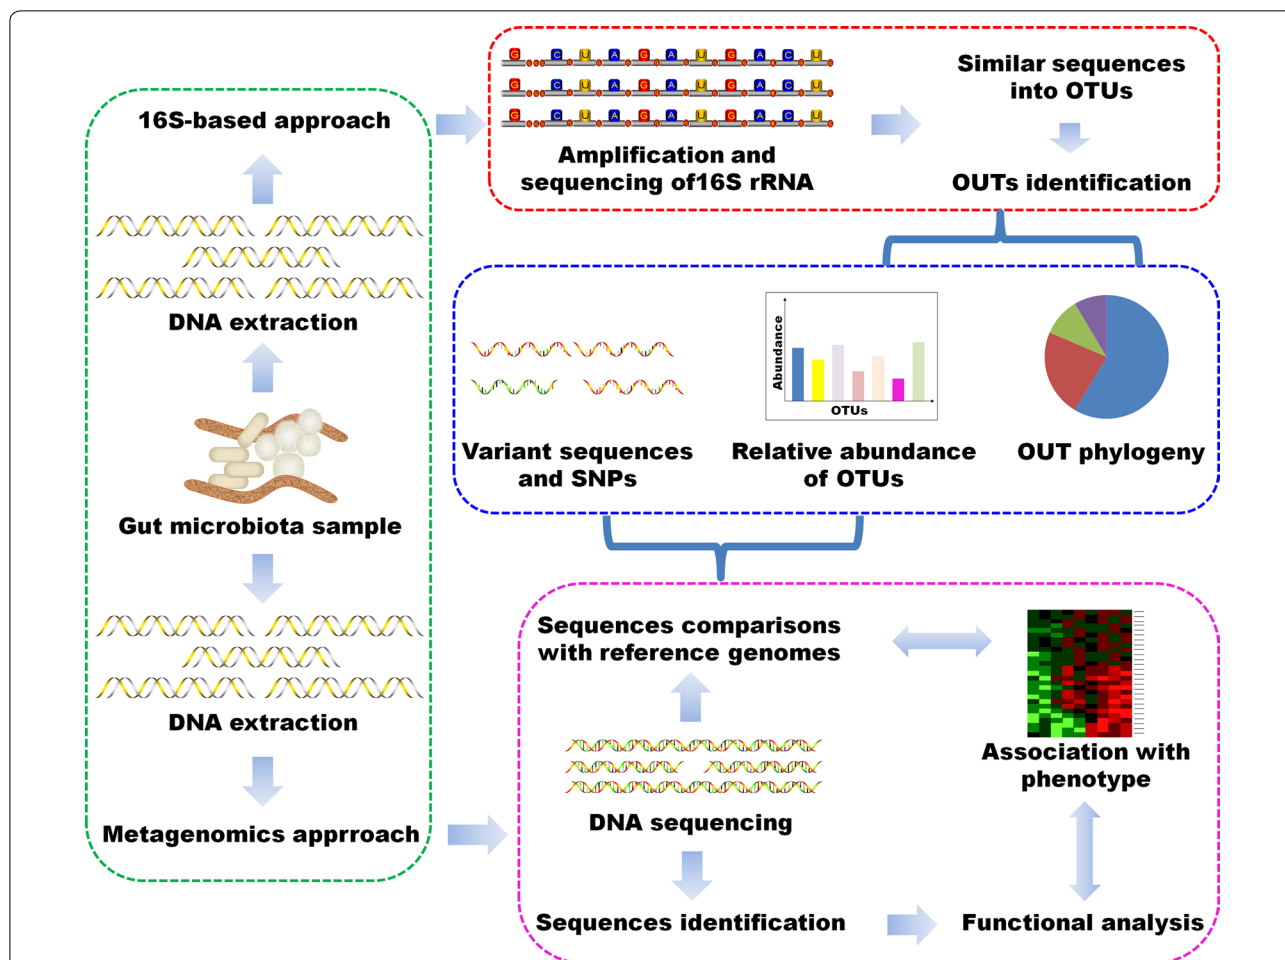 16S-based approach
DNA extraction
Gut microbiota sample
DNA extraction
Metagenomics apprroach
G C U A G A U G A C U
G C U A G A U G A C U
G C U A G A U G A C U
Amplification and
sequencing of16S rRNA
Similar sequences
into OTUs
OUTs identification
Variant sequences
and SNPs
Abundance
OTUs
Relative abundance
of OTUs
OUT phylogeny
Sequences comparisons
with reference genomes
DNA sequencing
Sequences identification
Association with
phenotype
Functional analysis